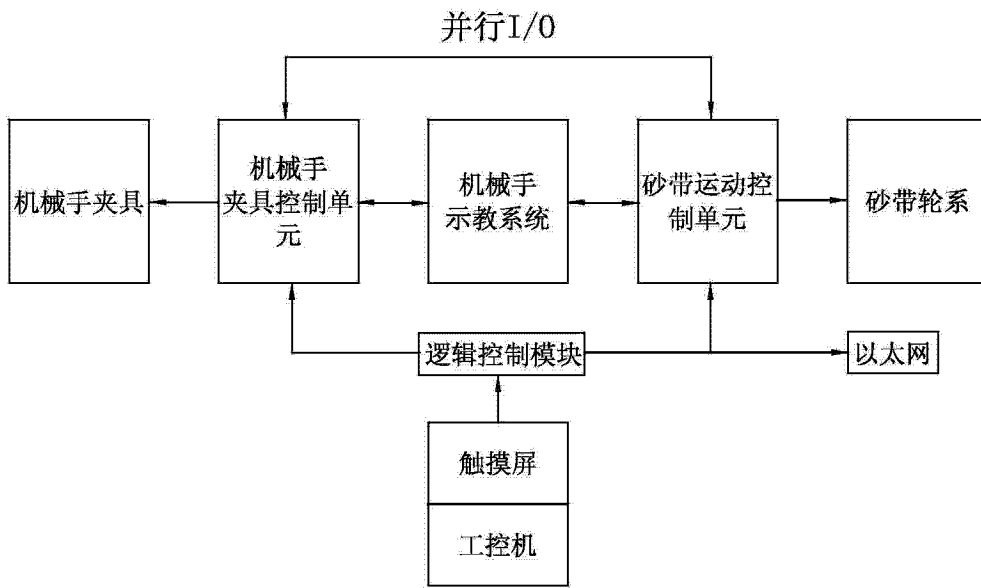 并行I/O
机械手夹具
机械手
夹具控制单
元
机械手
示教系统
砂带运动控
制单元
砂带轮系
逻辑控制模块
以太网
触摸屏
工控机